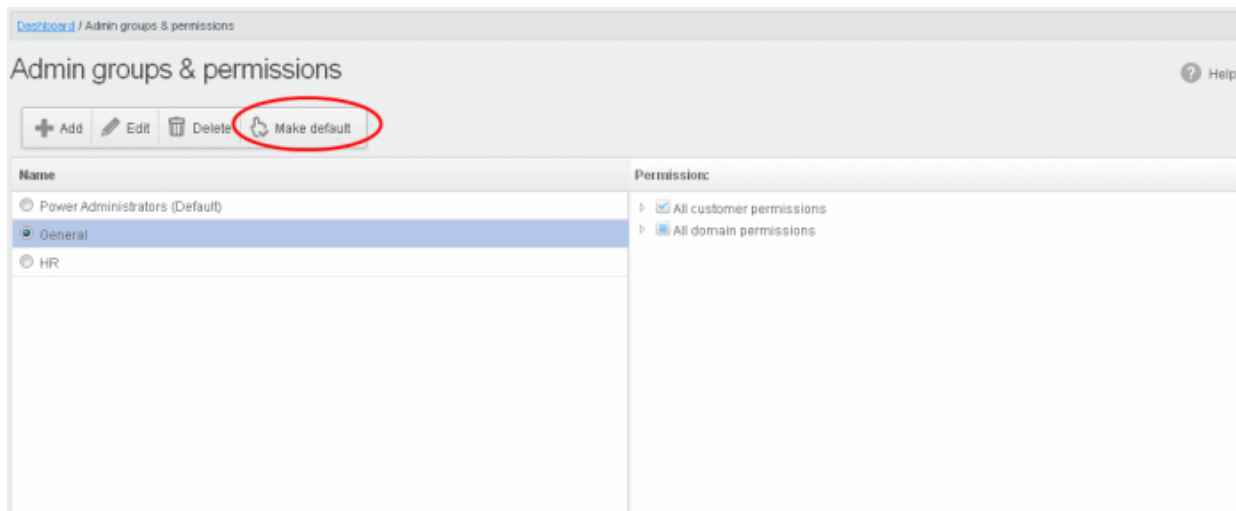 Dashboard / Admin groups & permissions
Admin groups & permissions
Help
Add Edit Delete Make default
Name Permission:
Power Administrators (Default)
All customer permissions
General
All domain permissions
HR